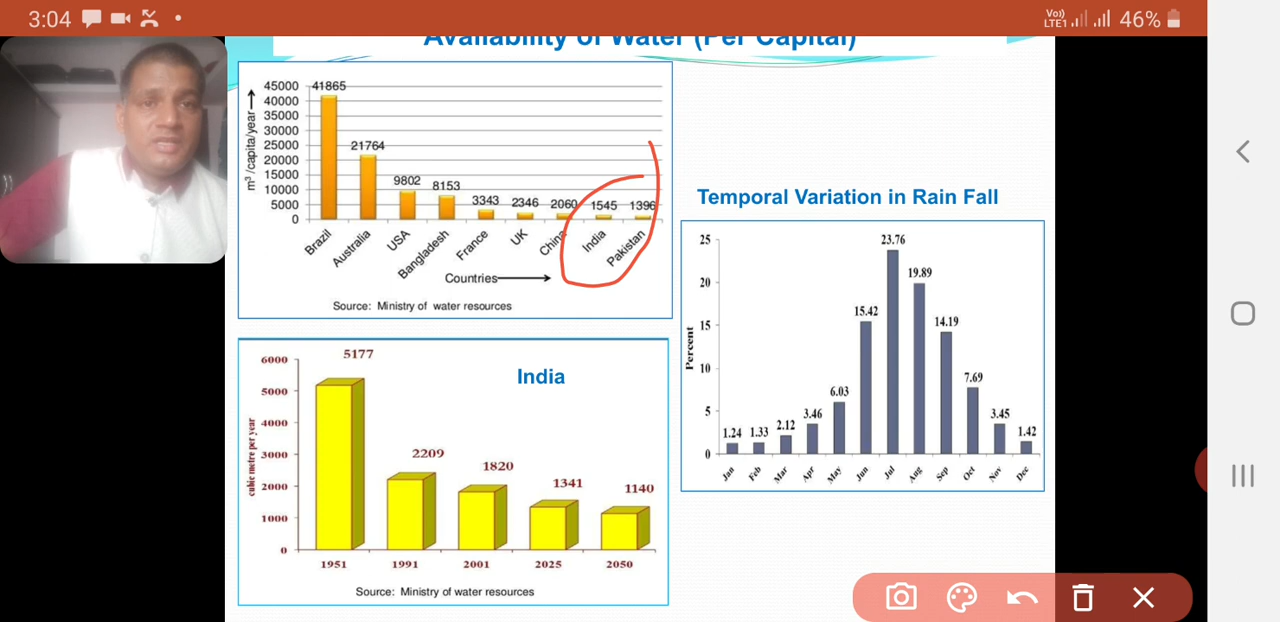 3:04
Vo))
LTE1
46%
Availability of Water (Per Capital)
45000
40000
35000
30000
25000
20000
15000
10000
5000
0
m³ /capita/year
41865
21764
9802
8153
3343
2346
2060
1545
1396
Brazil
Australia
USA
Bangladesh
France
UK
China
India
Pakistan
Countries
Source: Ministry of water resources
India
6000
5000
4000
3000
2000
1000
0
cubic metre per year
5177
2209
1820
1341
1140
1951
1991
2001
2025
2050
Source: Ministry of water resources
Temporal Variation in Rain Fall
25
20
15
10
5
0
Percent
1.24
1.33
2.12
3.46
6.03
15.42
23.76
19.89
14.19
7.69
3.45
1.42
Jan
Feb
Mar
Apr
May
Jun
Jul
Aug
Sep
Oct
Nov
Dec